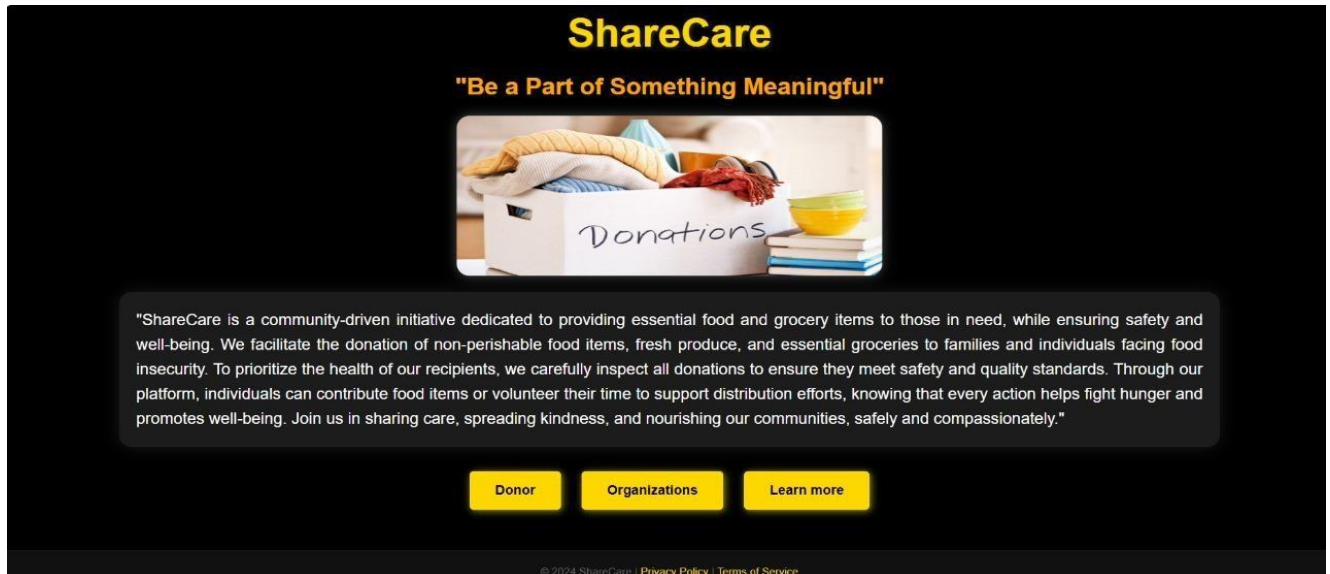 ShareCare
"Be a Part of Something Meaningful"
Donations
"ShareCare is a community-driven initiative dedicated to providing essential food and grocery items to those in need, while ensuring safety and
well-being. We facilitate the donation of non-perishable food items, fresh produce, and essential groceries to families and individuals facing food
insecurity. To prioritize the health of our recipients, we carefully inspect all donations to ensure they meet safety and quality standards. Through our
platform, individuals can contribute food items or volunteer their time to support distribution efforts, knowing that every action helps fight hunger and
promotes well-being. Join us in sharing care, spreading kindness, and nourishing our communities, safely and compassionately."
Donor Organizations Learn more
© 2024 ShareCare | Privacy Policy | Terms of Service